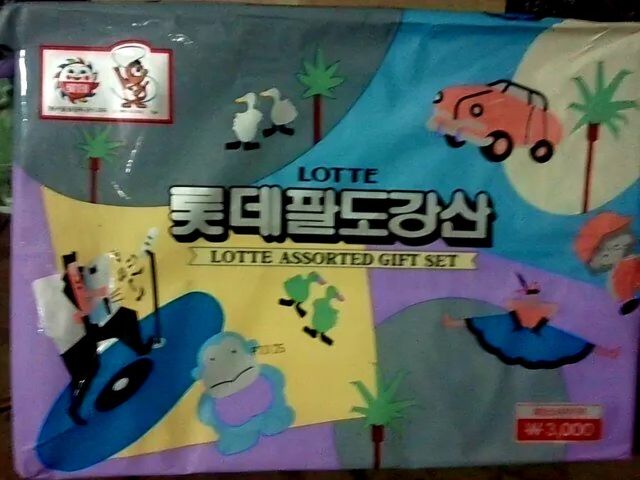 LOTTE
롯데팔도강산
LOTTE ASSORTED GIFT SET
₩3,000